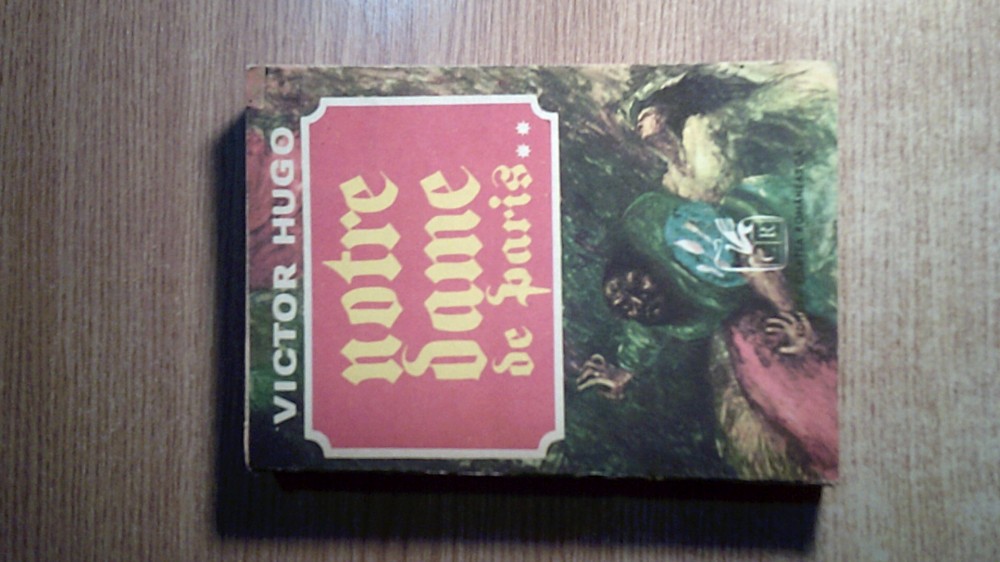 VICTOR HUGO
notre
dame
de paris**
C R